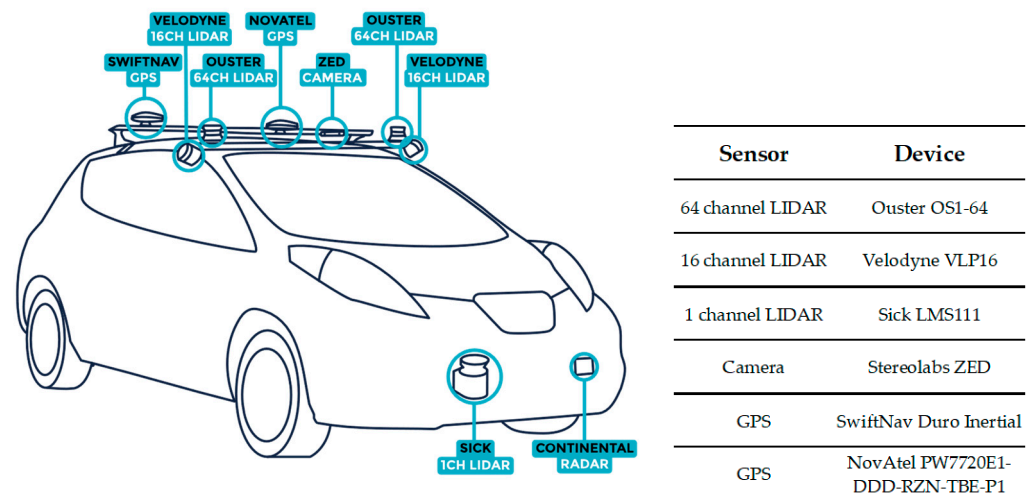 VELODYNE
16CH LIDAR
NOVATEL
GPS
OUSTER
64CH LIDAR
SWIFTNAV
GPS
OUSTER
64CH LIDAR
ZED
CAMERA
VELODYNE
16CH LIDAR
SICK
1CH LIDAR
CONTINENTAL
RADAR
Sensor Device
64 channel LIDAR Ouster OS1-64
16 channel LIDAR Velodyne VLP16
1 channel LIDAR Sick LMS111
Camera Stereolabs ZED
GPS SwiftNav Duro Inertial
GPS NovAtel PW7720E1-
DDD-RZN-TBE-P1